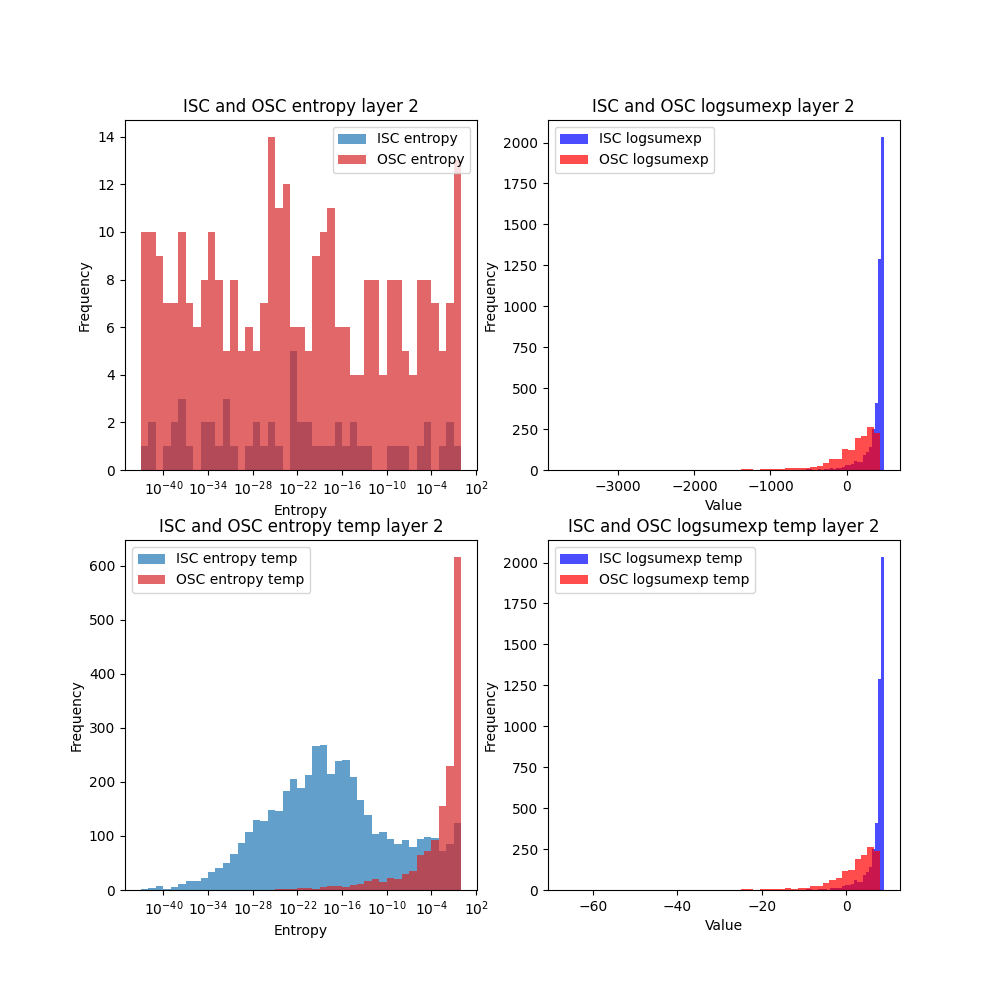 ISC and OSC entropy layer 2
ISC entropy
OSC entropy
14
12
10
8
6
4
2
0
Frequency
10⁻⁴⁰ 10⁻³⁴ 10⁻²⁸ 10⁻²² 10⁻¹⁶ 10⁻¹⁰ 10⁻⁴ 10²
Entropy
ISC and OSC logsumexp layer 2
ISC logsumexp
OSC logsumexp
2000
1750
1500
1250
1000
750
500
250
0
Frequency
−3000 −2000 −1000 0
Value
ISC and OSC entropy temp layer 2
ISC entropy temp
OSC entropy temp
600
500
400
300
200
100
0
Frequency
10⁻⁴⁰ 10⁻³⁴ 10⁻²⁸ 10⁻²² 10⁻¹⁶ 10⁻¹⁰ 10⁻⁴ 10²
Entropy
ISC and OSC logsumexp temp layer 2
ISC logsumexp temp
OSC logsumexp temp
2000
1750
1500
1250
1000
750
500
250
0
Frequency
−60 −40 −20 0
Value